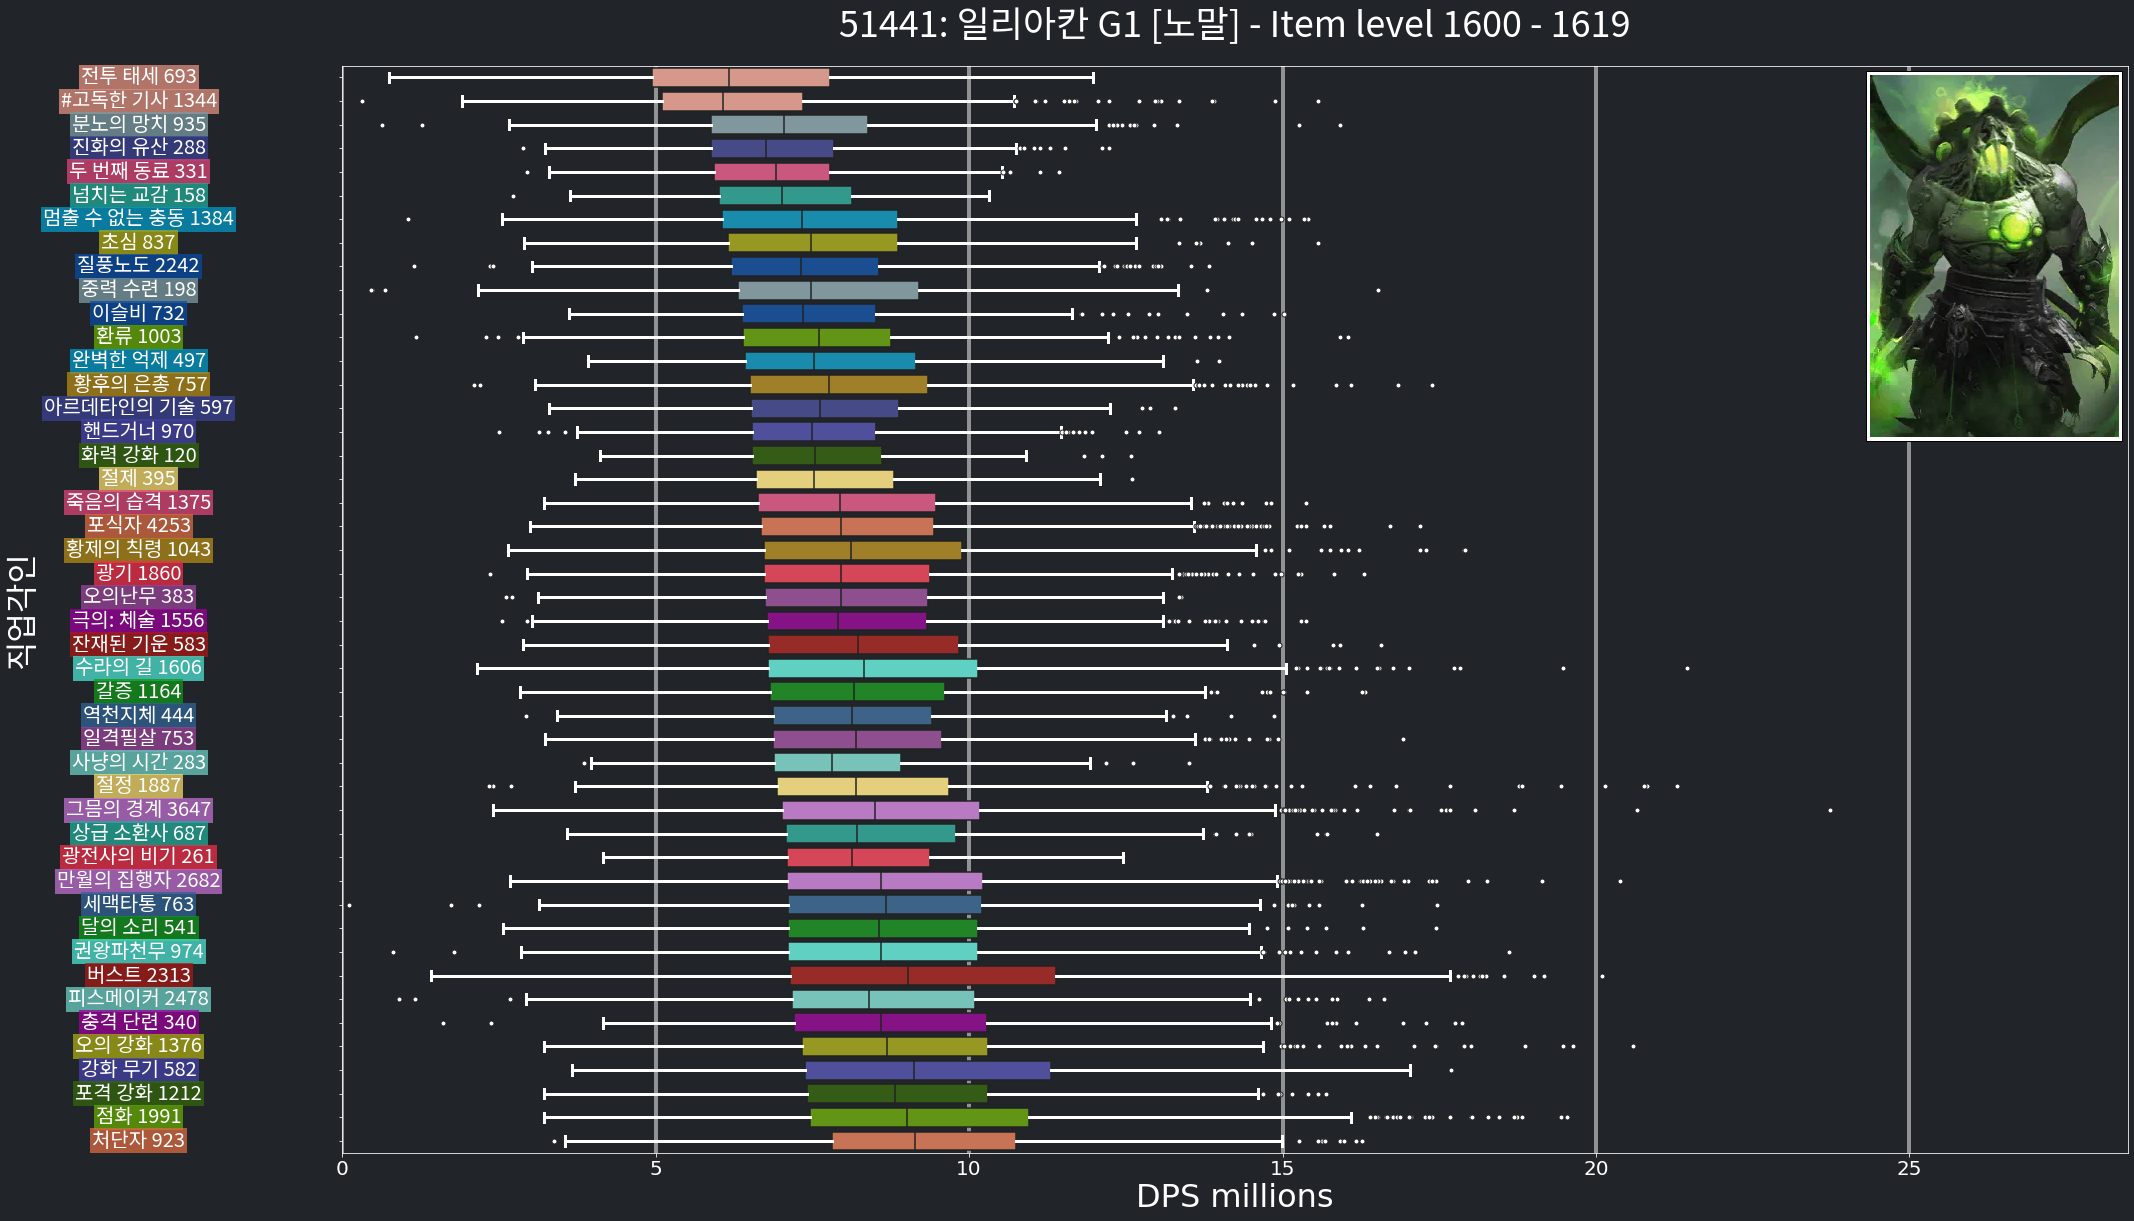 51441: 일리아칸 G1 [노말] - Item level 1600 - 1619
전투 태세 693
#고독한 기사 1344
분노의 망치 935
진화의 유산 288
두 번째 동료 331
넘치는 교감 158
멈출 수 없는 충동 1384
초심 837
질풍노도 2242
중력 수련 198
이슬비 732
환류 1003
완벽한 억제 497
황후의 은총 757
아르데타인의 기술 597
핸드거너 970
화력 강화 120
절제 395
죽음의 습격 1375
포식자 4253
황제의 칙령 1043
광기 1860
오의난무 383
극의: 체술 1556
잔재된 기운 583
수라의 길 1606
갈증 1164
역천지체 444
일격필살 753
사냥의 시간 283
절정 1887
그믐의 경계 3647
상급 소환사 687
광전사의 비기 261
만월의 집행자 2682
세맥타통 763
달의 소리 541
권왕파천무 974
버스트 2313
피스메이커 2478
충격 단련 340
오의 강화 1376
강화 무기 582
포격 강화 1212
점화 1991
처단자 923
직업각인
0 5 10 15 20 25
DPS millions